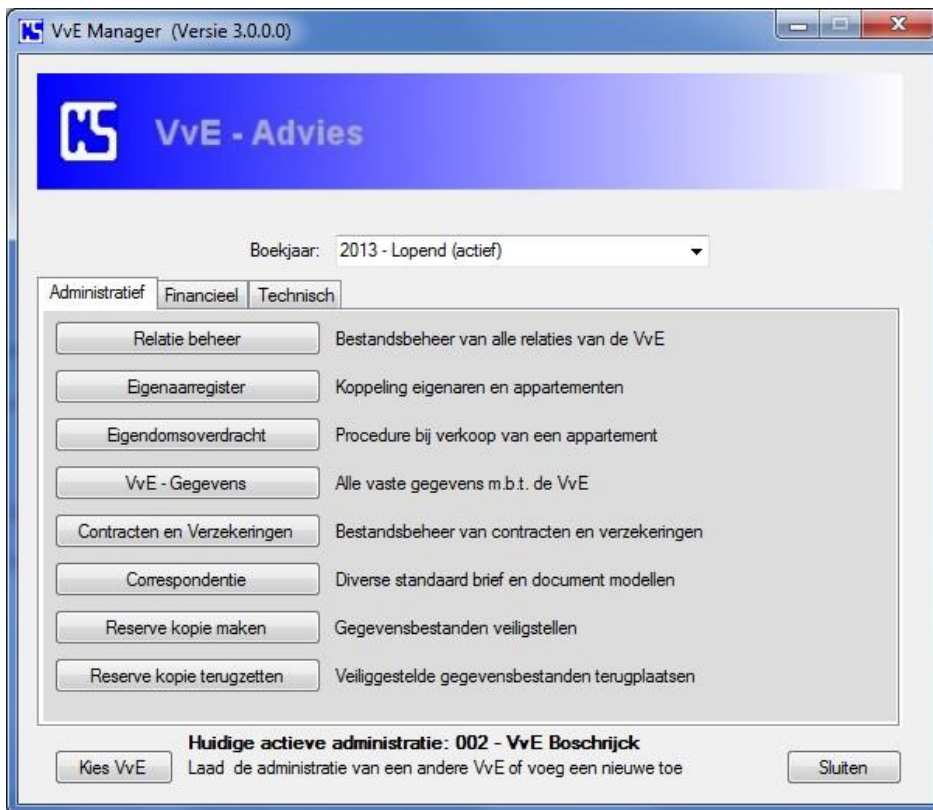 VvE Manager (Versie 3.0.0.0)
VvE - Advies
Boekjaar: 2013 - Lopend (actief)
Administratief Financieel Technisch
Relatie beheer Bestandsbeheer van alle relaties van de VvE
Eigenaarregister Koppeling eigenaren en appartementen
Eigendomsoverdracht Procedure bij verkoop van een appartement
VvE - Gegevens Alle vaste gegevens m.b.t. de VvE
Contracten en Verzekeringen Bestandsbeheer van contracten en verzekeringen
Correspondentie Diverse standaard brief en document modellen
Reserve kopie maken Gegevensbestanden veiligstellen
Reserve kopie terugzetten Veiliggestelde gegevensbestanden terugplaatsen
Huidige actieve administratie: 002 - VvE Boschrijck
Kies VvE Laad de administratie van een andere VvE of voeg een nieuwe toe Sluiten